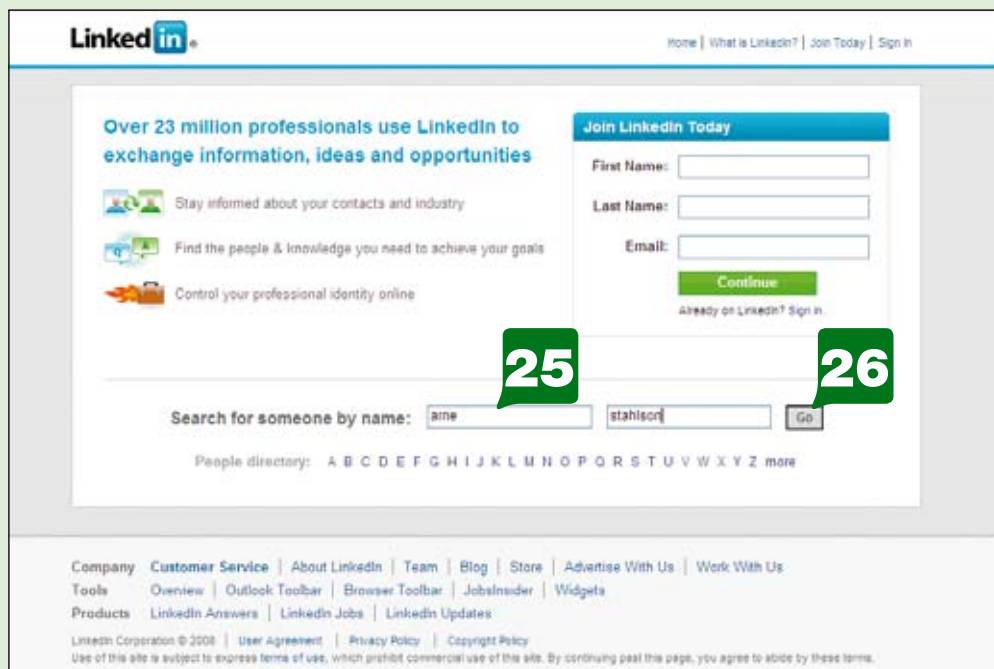 Linked in®
Home | What is LinkedIn? | Join Today | Sign In
Over 23 million professionals use LinkedIn to
exchange information, ideas and opportunities
Stay informed about your contacts and industry
Find the people & knowledge you need to achieve your goals
Control your professional identity online
Join LinkedIn Today
First Name:
Last Name:
Email:
Continue
Already on LinkedIn? Sign in.
25
26
Search for someone by name: arne stahlson Go
People directory: A B C D E F G H I J K L M N O P Q R S T U V W X Y Z more
Company Customer Service | About LinkedIn | Team | Blog | Store | Advertise With Us | Work With Us
Tools Overview | Outlook Toolbar | Browser Toolbar | JobsInsider | Widgets
Products LinkedIn Answers | LinkedIn Jobs | LinkedIn Updates
LinkedIn Corporation © 2008 | User Agreement | Privacy Policy | Copyright Policy
Use of this site is subject to express terms of use, which prohibit commercial use of this site. By continuing past this page, you agree to abide by these terms.